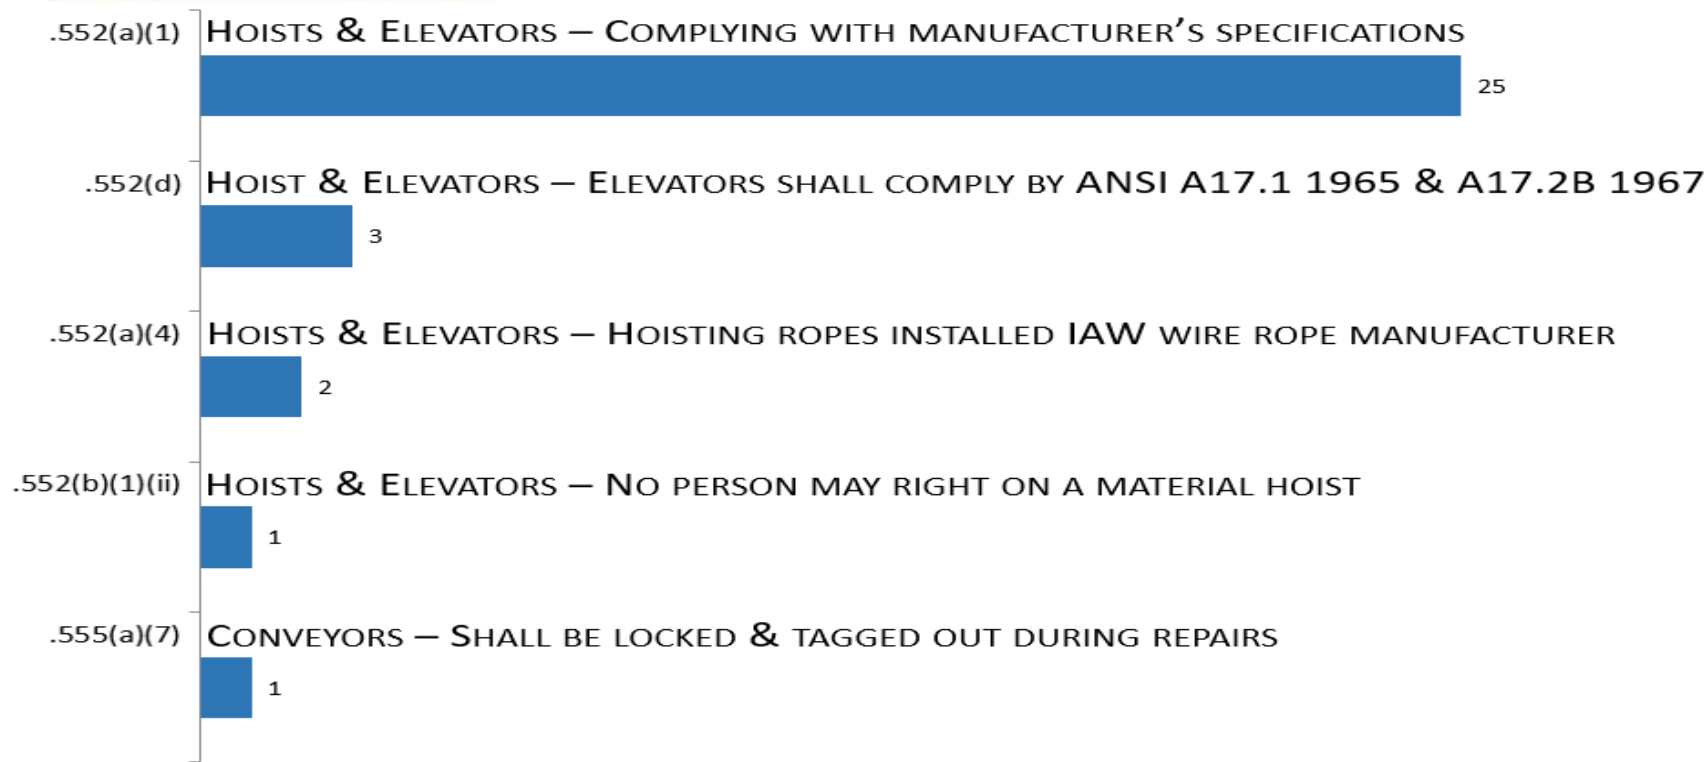 .552(a)(1) Hoists & Elevators – Complying with manufacturer’s specifications
25
.552(d) Hoist & Elevators – Elevators shall comply by ANSI A17.1 1965 & A17.2B 1967
3
.552(a)(4) Hoists & Elevators – Hoisting ropes installed IAW wire rope manufacturer
2
.552(b)(1)(ii) Hoists & Elevators – No person may right on a material hoist
1
.555(a)(7) Conveyors – Shall be locked & tagged out during repairs
1